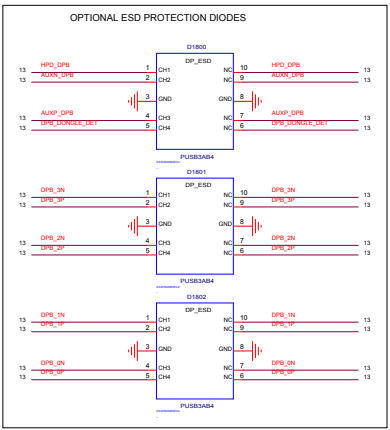 OPTIONAL ESD PROTECTION DIODES
D1800
DP_ESD
13 HPD_DPB 1 CH1 NC 10 HPD_DPB 13
13 AUXN_DPB 2 CH2 NC 9 AUXN_DPB 13
3 GND GND 8
13 AUXP_DPB 4 CH3 NC 7 AUXP_DPB 13
13 DPB_DONGLE_DET 5 CH4 NC 6 DPB_DONGLE_DET 13
PUSB3AB4
D1801
DP_ESD
13 DPB_3N 1 CH1 NC 10 DPB_3N 13
13 DPB_3P 2 CH2 NC 9 DPB_3P 13
3 GND GND 8
13 DPB_2N 4 CH3 NC 7 DPB_2N 13
13 DPB_2P 5 CH4 NC 6 DPB_2P 13
PUSB3AB4
D1802
DP_ESD
13 DPB_1N 1 CH1 NC 10 DPB_1N 13
13 DPB_1P 2 CH2 NC 9 DPB_1P 13
3 GND GND 8
13 DPB_0N 4 CH3 NC 7 DPB_0N 13
13 DPB_0P 5 CH4 NC 6 DPB_0P 13
PUSB3AB4